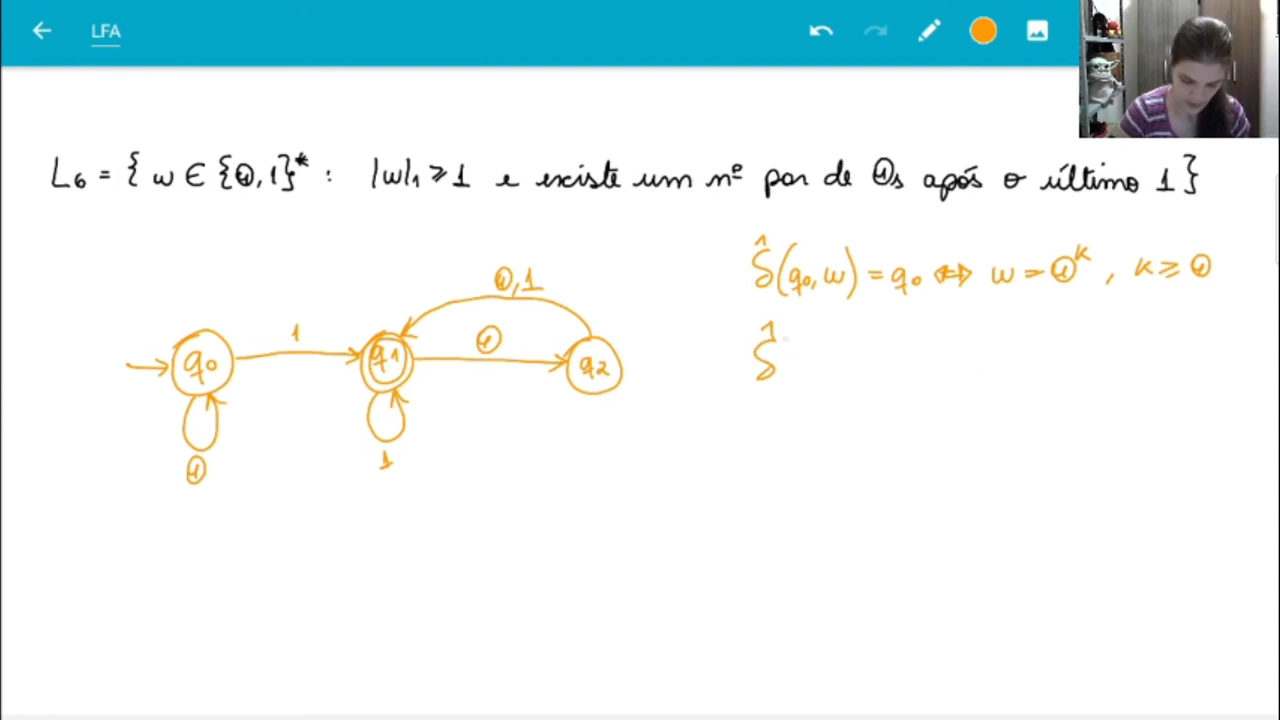 LFA
L₆ = { w ∈ {0,1}* : |w|₁ ⩾ 1 e existe um nº par de 0s após o último 1 }
δ̂(q₀, w) = q₀ ⇔ w = 0ᵏ, k ⩾ 0
0,1
1
0
q₀
q₁
q₂
δ̂
0
1